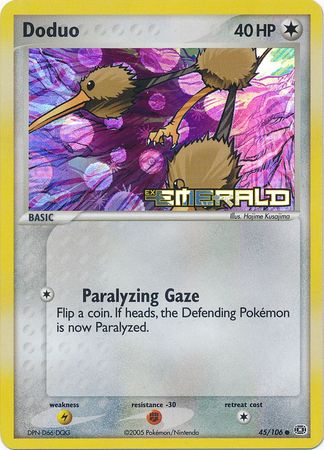 Doduo 40 HP
EX EMERALD
BASIC Illus. Hajime Kusajima
Paralyzing Gaze
Flip a coin. If heads, the Defending Pokémon
is now Paralyzed.
weakness resistance -30 retreat cost
DPN-D66-DQG ©2005 Pokémon/Nintendo 45/106